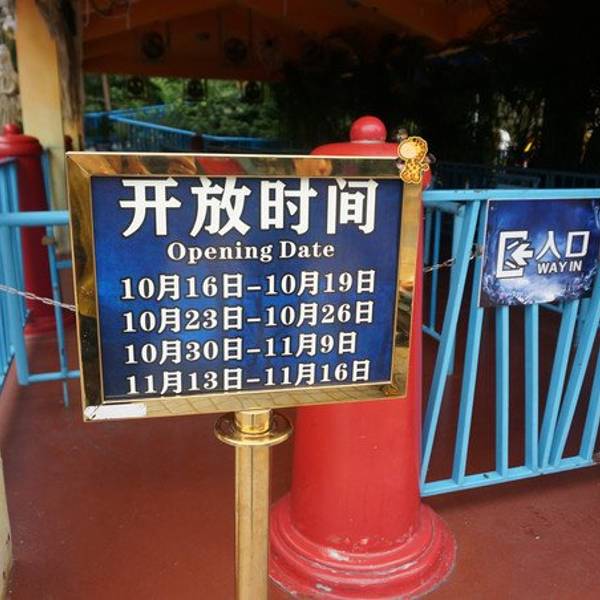 开放时间
Opening Date
10月16日-10月19日
10月23日-10月26日
10月30日-11月9日
11月13日-11月16日
入口
WAY IN